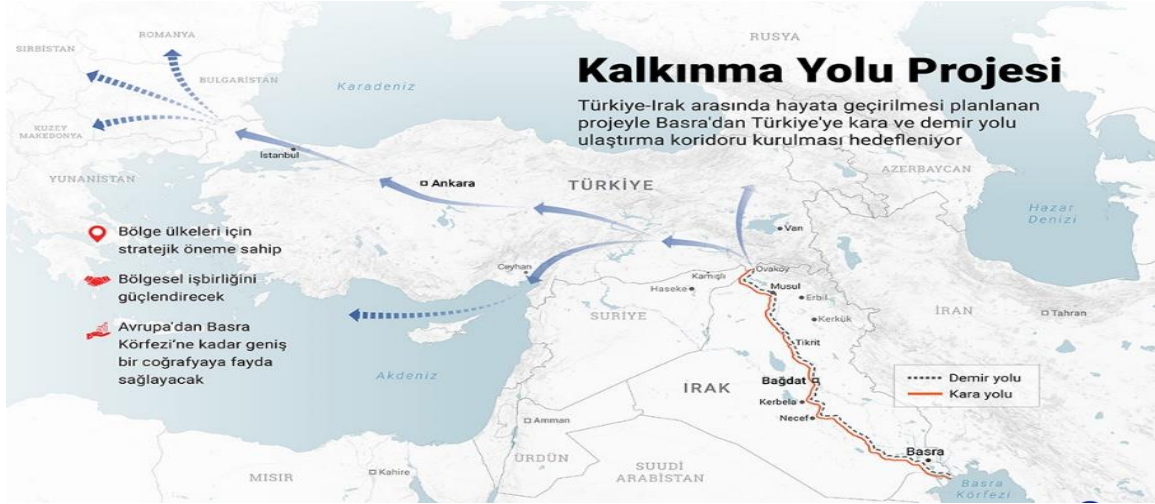 Kalkınma Yolu Projesi
Türkiye-Irak arasında hayata geçirilmesi planlanan
projeyle Basra'dan Türkiye'ye kara ve demir yolu
ulaştırma koridoru kurulması hedefleniyor
Bölge ülkeleri için
stratejik öneme sahip
Bölgesel işbirliğini
güçlendirecek
Avrupa'dan Basra
Körfezi'ne kadar geniş
bir coğrafyaya fayda
sağlayacak
SIRBİSTAN
ROMANYA
RUSYA
BULGARİSTAN
Karadeniz
KUZEY
MAKEDONYA
İstanbul
YUNANİSTAN
Ankara
TÜRKİYE
AZERBAYCAN
Hazar
Denizi
Van
Ceyhan
Kamışlı
Ovaköy
Haseke
Musul
Erbil
SURİYE
Kerkük
İRAN
Tahran
Tikrit
Akdeniz
IRAK
Bağdat
Kerbela
Necef
Demir yolu
Kara yolu
Amman
ÜRDÜN
Basra
MISIR
Kahire
SUUDİ
ARABİSTAN
Basra
Körfezi